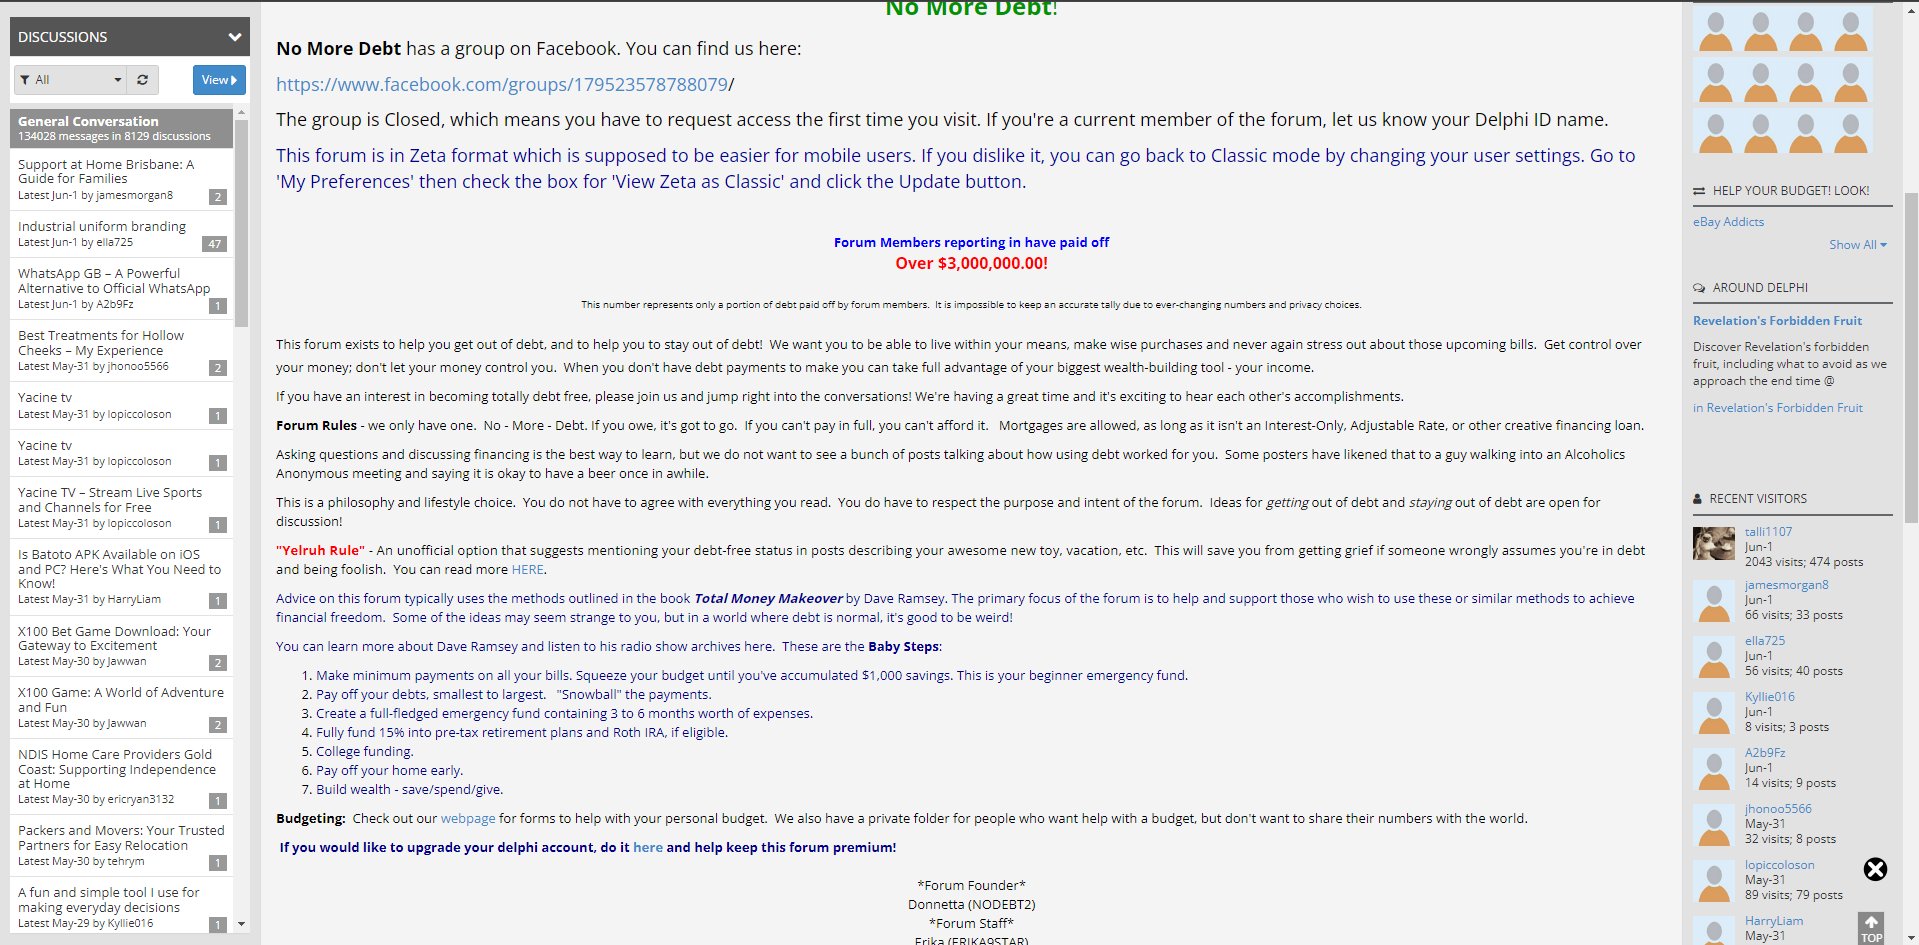 DISCUSSIONS
All
View
General Conversation
134028 messages in 8129 discussions
Support at Home Brisbane: A
Guide for Families
Latest Jun-1 by jamesmorgan8
2
Industrial uniform branding
Latest Jun-1 by ella725
47
WhatsApp GB – A Powerful
Alternative to Official WhatsApp
Latest Jun-1 by A2b9Fz
1
Best Treatments for Hollow
Cheeks – My Experience
Latest May-31 by jhonoo5566
2
Yacine tv
Latest May-31 by lopiccoloson
1
Yacine tv
Latest May-31 by lopiccoloson
1
Yacine TV – Stream Live Sports
and Channels for Free
Latest May-31 by lopiccoloson
1
Is Batoto APK Available on iOS
and PC? Here's What You Need to
Know!
Latest May-31 by HarryLiam
1
X100 Bet Game Download: Your
Gateway to Excitement
Latest May-30 by Jawwan
2
X100 Game: A World of Adventure
and Fun
Latest May-30 by Jawwan
2
NDIS Home Care Providers Gold
Coast: Supporting Independence
at Home
Latest May-30 by ericryan3132
1
Packers and Movers: Your Trusted
Partners for Easy Relocation
Latest May-30 by tehrym
1
A fun and simple tool I use for
making everyday decisions
Latest May-29 by Kyllie016
1
No More Debt!
No More Debt has a group on Facebook. You can find us here:
https://www.facebook.com/groups/179523578788079/
The group is Closed, which means you have to request access the first time you visit. If you're a current member of the forum, let us know your Delphi ID name.
This forum is in Zeta format which is supposed to be easier for mobile users. If you dislike it, you can go back to Classic mode by changing your user settings. Go to
'My Preferences' then check the box for 'View Zeta as Classic' and click the Update button.
Forum Members reporting in have paid off
Over $3,000,000.00!
This number represents only a portion of debt paid off by forum members. It is impossible to keep an accurate tally due to ever-changing numbers and privacy choices.
This forum exists to help you get out of debt, and to help you to stay out of debt! We want you to be able to live within your means, make wise purchases and never again stress out about those upcoming bills. Get control over
your money; don't let your money control you. When you don't have debt payments to make you can take full advantage of your biggest wealth-building tool - your income.
If you have an interest in becoming totally debt free, please join us and jump right into the conversations! We're having a great time and it's exciting to hear each other's accomplishments.
Forum Rules - we only have one. No - More - Debt. If you owe, it's got to go. If you can't pay in full, you can't afford it. Mortgages are allowed, as long as it isn't an Interest-Only, Adjustable Rate, or other creative financing loan.
Asking questions and discussing financing is the best way to learn, but we do not want to see a bunch of posts talking about how using debt worked for you. Some posters have likened that to a guy walking into an Alcoholics
Anonymous meeting and saying it is okay to have a beer once in awhile.
This is a philosophy and lifestyle choice. You do not have to agree with everything you read. You do have to respect the purpose and intent of the forum. Ideas for getting out of debt and staying out of debt are open for
discussion!
"Yelruh Rule" - An unofficial option that suggests mentioning your debt-free status in posts describing your awesome new toy, vacation, etc. This will save you from getting grief if someone wrongly assumes you're in debt
and being foolish. You can read more HERE.
Advice on this forum typically uses the methods outlined in the book Total Money Makeover by Dave Ramsey. The primary focus of the forum is to help and support those who wish to use these or similar methods to achieve
financial freedom. Some of the ideas may seem strange to you, but in a world where debt is normal, it's good to be weird!
You can learn more about Dave Ramsey and listen to his radio show archives here. These are the Baby Steps:
1. Make minimum payments on all your bills. Squeeze your budget until you've accumulated $1,000 savings. This is your beginner emergency fund.
2. Pay off your debts, smallest to largest. "Snowball" the payments.
3. Create a full-fledged emergency fund containing 3 to 6 months worth of expenses.
4. Fully fund 15% into pre-tax retirement plans and Roth IRA, if eligible.
5. College funding.
6. Pay off your home early.
7. Build wealth - save/spend/give.
Budgeting: Check out our webpage for forms to help with your personal budget. We also have a private folder for people who want help with a budget, but don't want to share their numbers with the world.
If you would like to upgrade your delphi account, do it here and help keep this forum premium!
*Forum Founder*
Donnetta (NODEBT2)
*Forum Staff*
Erika (ERIKA9STAR)
HELP YOUR BUDGET! LOOK!
eBay Addicts
Show All
AROUND DELPHI
Revelation's Forbidden Fruit
Discover Revelation's forbidden
fruit, including what to avoid as we
approach the end time @
in Revelation's Forbidden Fruit
RECENT VISITORS
talli1107
Jun-1
2043 visits; 474 posts
jamesmorgan8
Jun-1
66 visits; 33 posts
ella725
Jun-1
56 visits; 40 posts
Kyllie016
Jun-1
8 visits; 3 posts
A2b9Fz
Jun-1
14 visits; 9 posts
jhonoo5566
May-31
32 visits; 8 posts
lopiccoloson
May-31
89 visits; 79 posts
HarryLiam
May-31
TOP